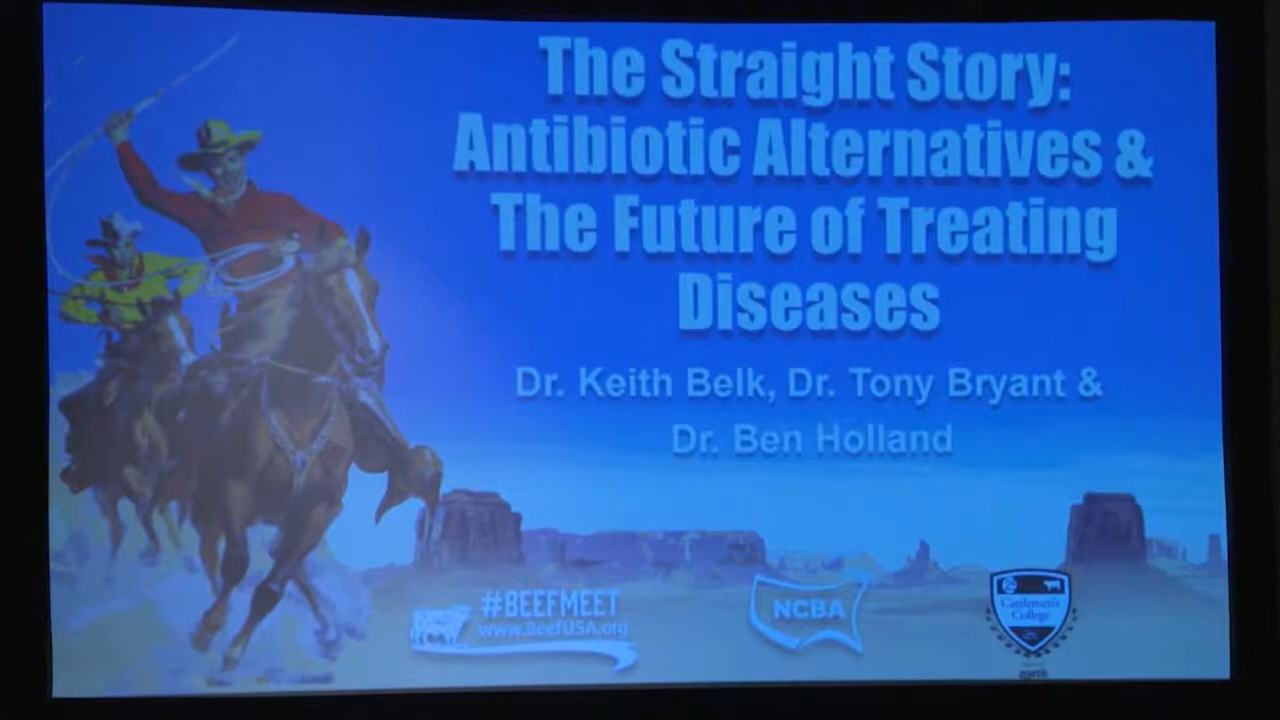 The Straight Story:
Antibiotic Alternatives &
The Future of Treating
Diseases
Dr. Keith Belk, Dr. Tony Bryant &
Dr. Ben Holland
#BEEFMEET
www.BeefUSA.org
NCBA
Cattlemen's
College